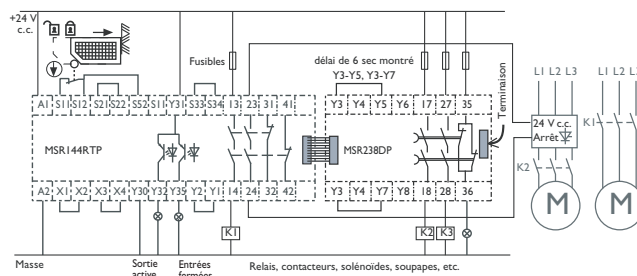 +24 V
c.c.
Fusibles
délai de 6 sec montré
Y3-Y5, Y3-Y7
Terminaison
A1 S11 S12 S21 S22 S52 S11 Y31 S33 S34 13 23 31 41
Y3 Y4 Y5 Y6 17 27 35
L1 L2 L3
L1 L2 L3
MSR144RTP
MSR238DP
24 V c.c.
Arrêt
K1
K2
A2 X1 X2 X3 X4 Y30 Y32 Y35 Y2 Y1 14 24 32 42
Y3 Y4 Y7 Y8 18 28 36
M
M
K1
K2
K3
Masse
Sortie
active
Entrées
fermées
Relais, contacteurs, solénoïdes, soupapes, etc.